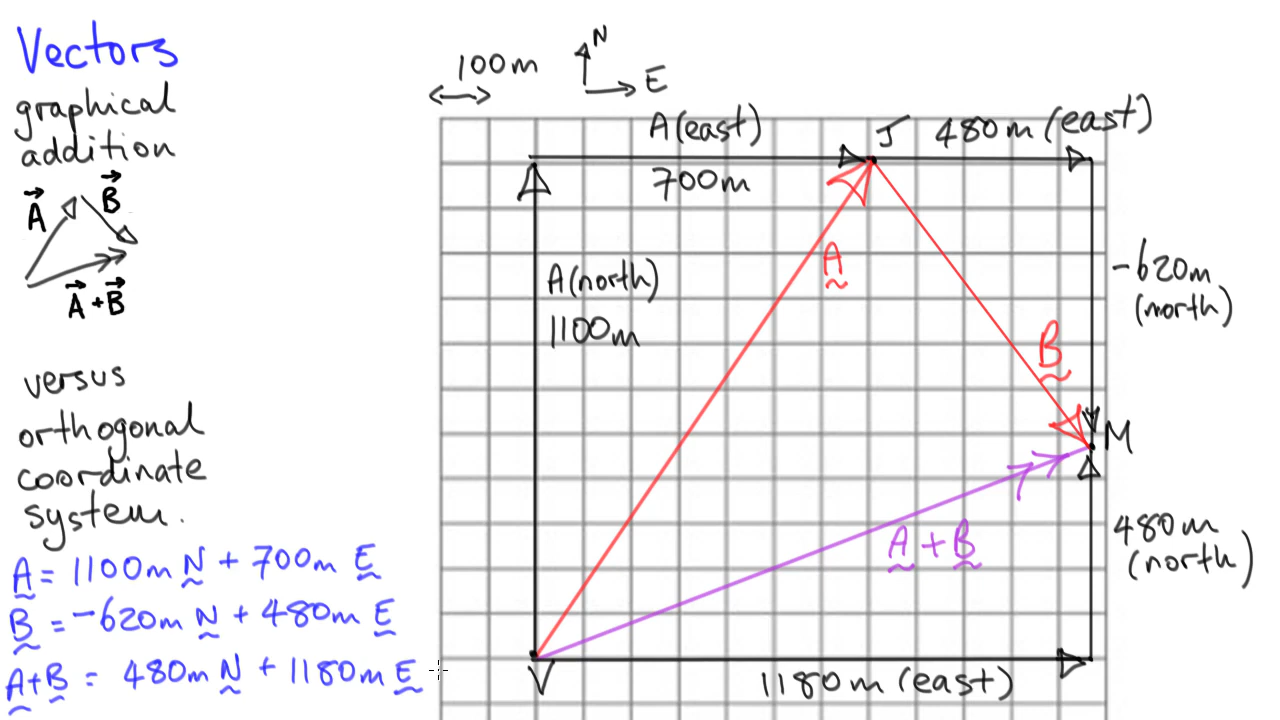 Vectors
graphical
addition
A B
A + B
versus
orthogonal
coordinate
system.
A = 1100m N + 700m E
B = -620m N + 480m E
A+B = 480m N + 1180m E
100m
N
E
A(east)
J
480m (east)
700m
A(north)
1100m
A
-620m
(north)
B
M
A + B
480m
(north)
V
1180m (east)